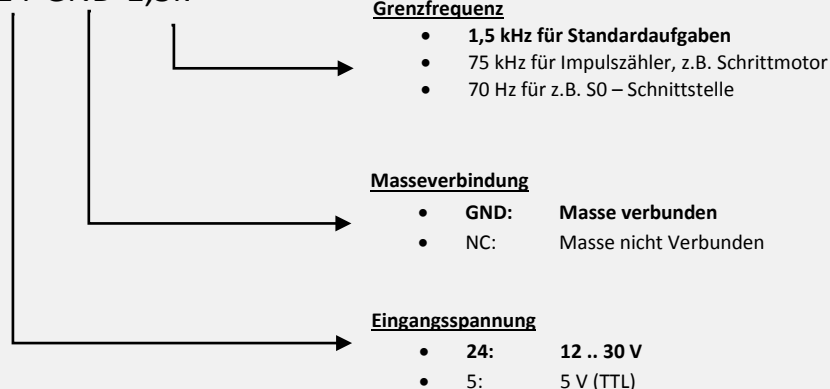 Grenzfrequenz
• 1,5 kHz für Standardaufgaben
• 75 kHz für Impulszähler, z.B. Schrittmotor
• 70 Hz für z.B. S0 – Schnittstelle
Masseverbindung
• GND: Masse verbunden
• NC: Masse nicht Verbunden
Eingangsspannung
• 24: 12 .. 30 V
• 5: 5 V (TTL)